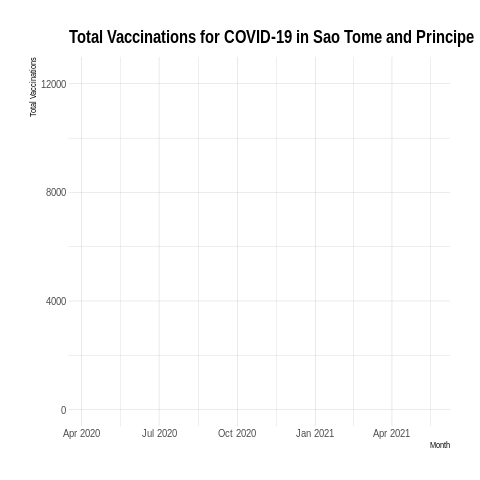 Total Vaccinations for COVID-19 in Sao Tome and Principe
Total Vaccinations
12000
8000
4000
0
Apr 2020 Jul 2020 Oct 2020 Jan 2021 Apr 2021
Month